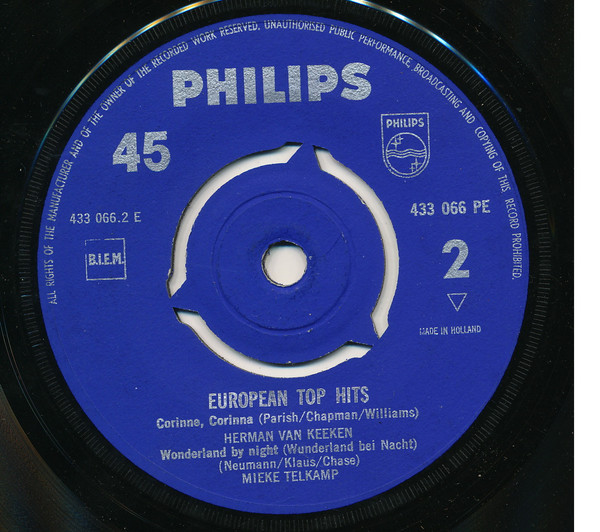 ALL RIGHTS OF THE MANUFACTURER AND OF THE OWNER OF THE RECORDED WORK RESERVED. UNAUTHORISED PUBLIC PERFORMANCE, BROADCASTING AND COPYING OF THIS RECORD PROHIBITED.
PHILIPS
45
PHILIPS
433 066.2 E
433 066 PE
B.I.E.M.
2
MADE IN HOLLAND
EUROPEAN TOP HITS
Corinne, Corinna (Parish/Chapman/Williams)
HERMAN VAN KEEKEN
Wonderland by night (Wunderland bei Nacht)
(Neumann/Klaus/Chase)
MIEKE TELKAMP